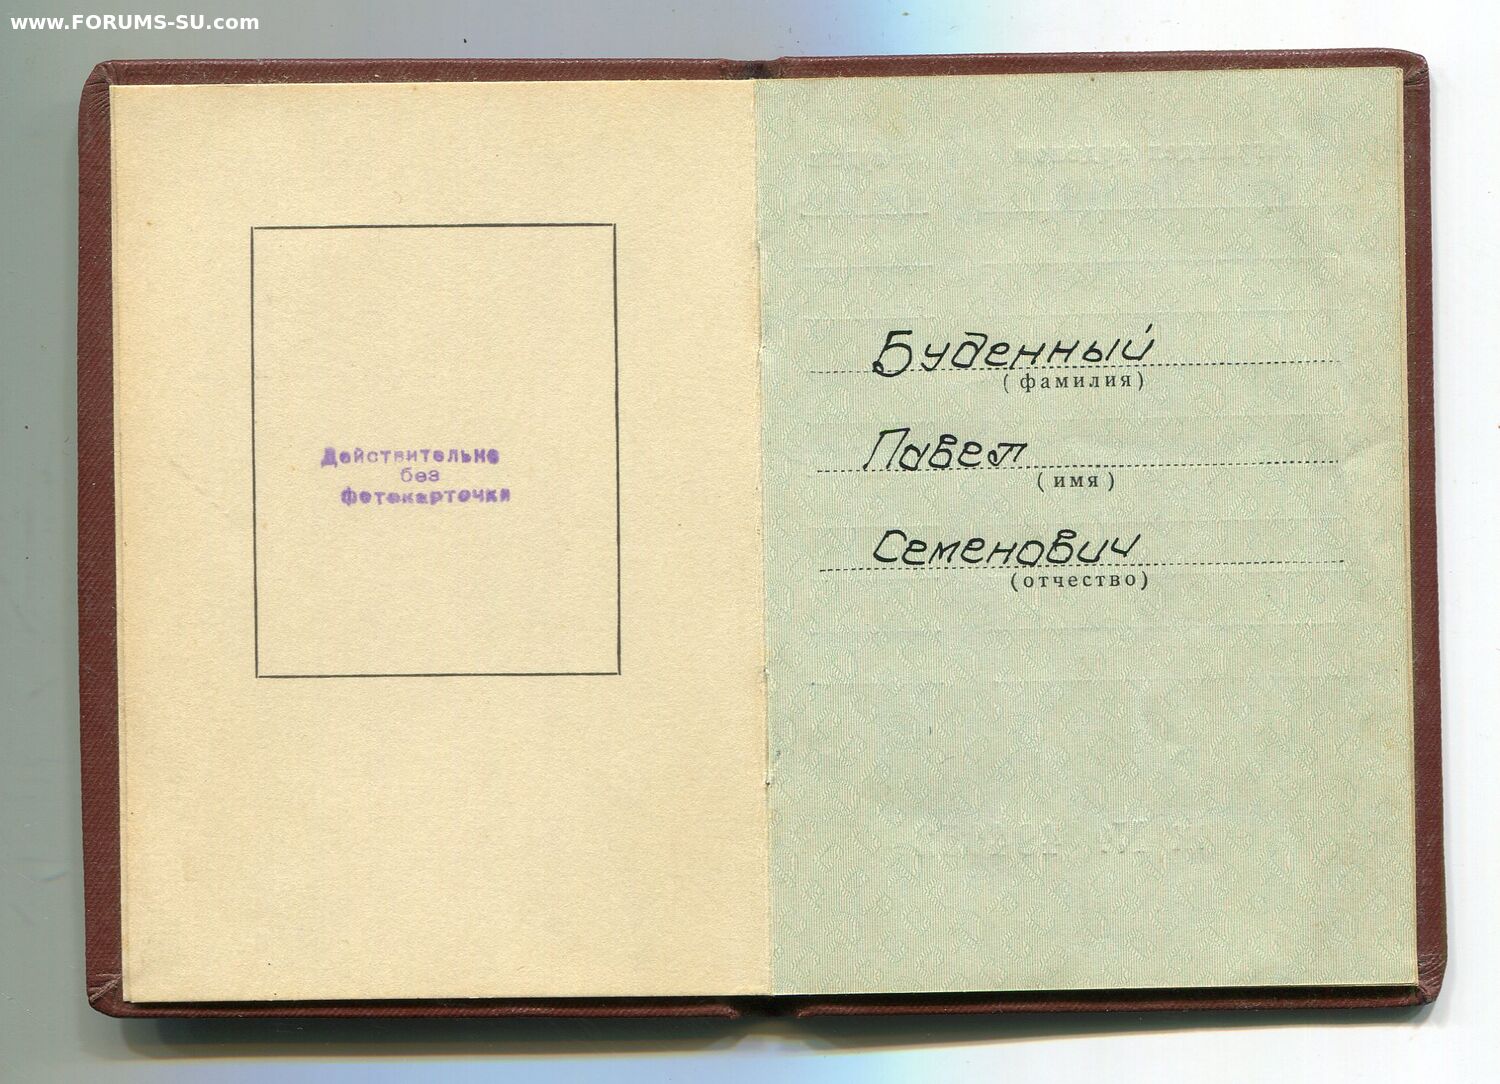 www.FORUMS-SU.com
Действительно
без
фотокарточки
Буденный
(фамилия)
Павел
(имя)
Семенович
(отчество)